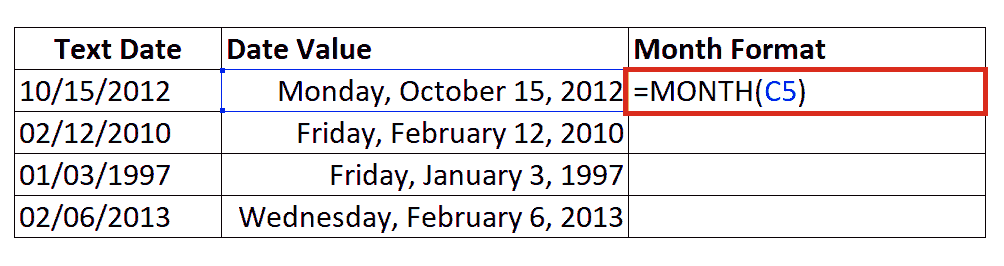 Text Date Date Value Month Format
10/15/2012 Monday, October 15, 2012 =MONTH(C5)
02/12/2010 Friday, February 12, 2010
01/03/1997 Friday, January 3, 1997
02/06/2013 Wednesday, February 6, 2013